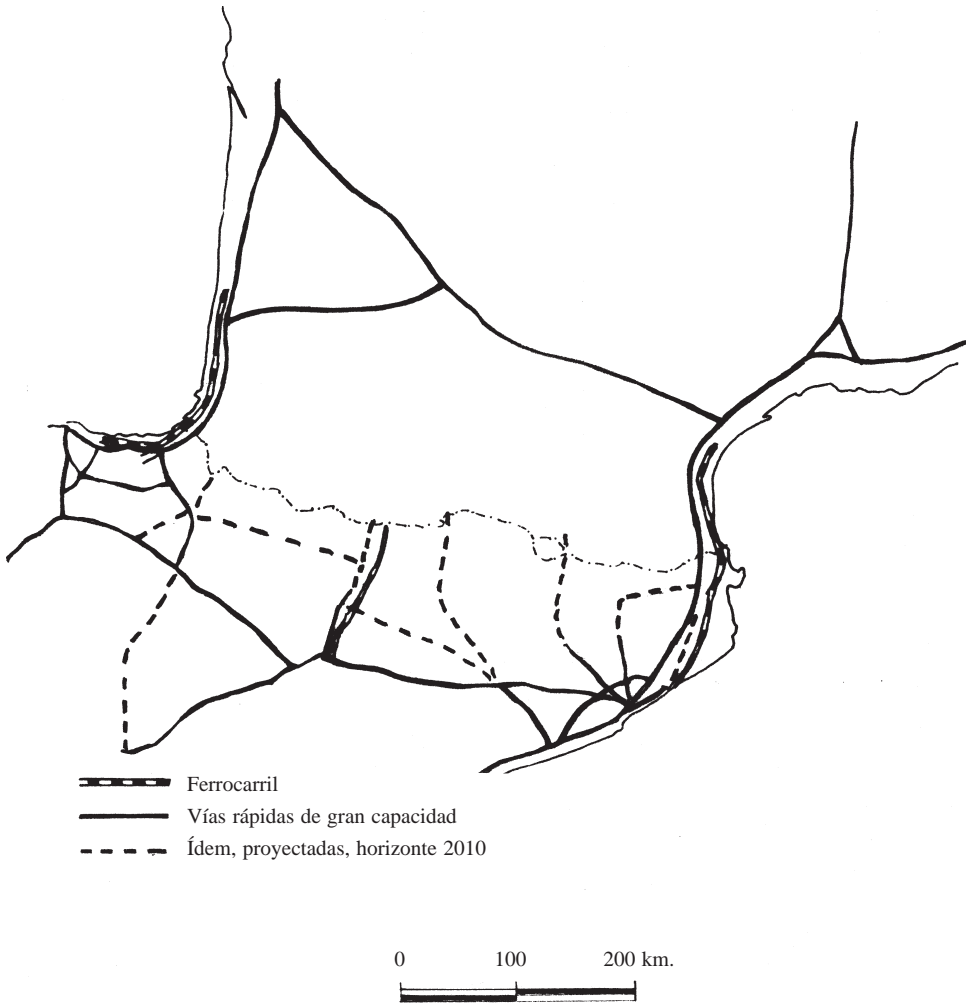 Ferrocarril
Vías rápidas de gran capacidad
Ídem, proyectadas, horizonte 2010
0 100 200 km.